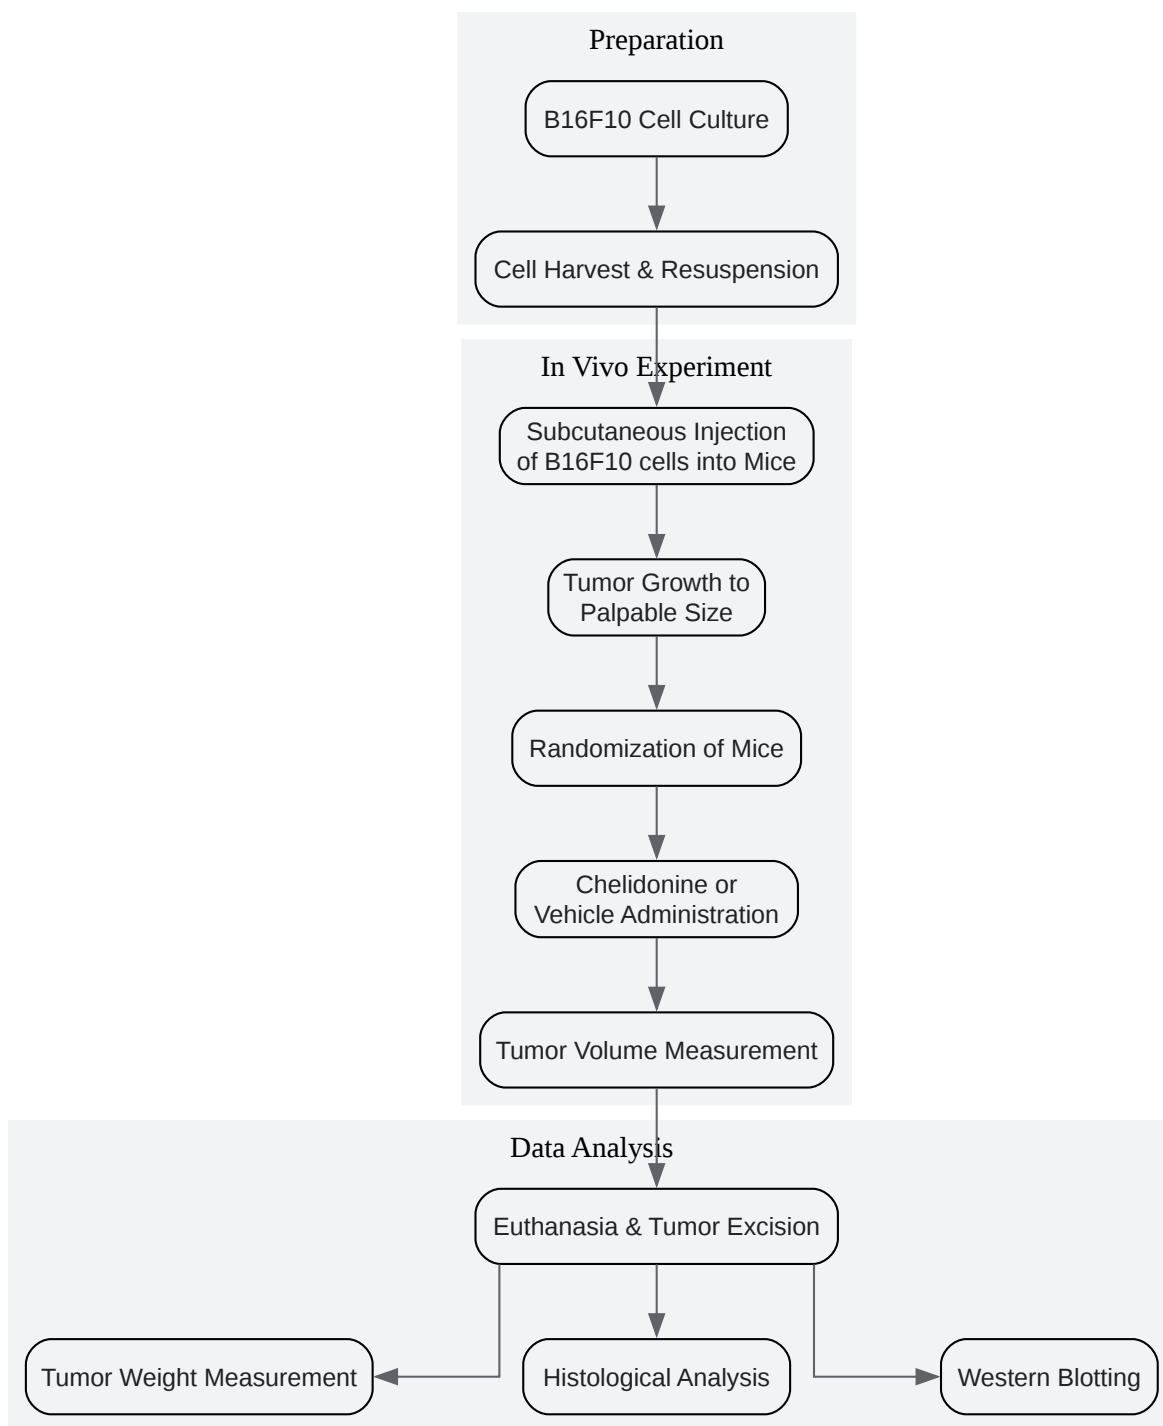 Preparation
B16F10 Cell Culture
Cell Harvest & Resuspension
In Vivo Experiment
Subcutaneous Injection
of B16F10 cells into Mice
Tumor Growth to
Palpable Size
Randomization of Mice
Chelidonine or
Vehicle Administration
Tumor Volume Measurement
Data Analysis
Euthanasia & Tumor Excision
Tumor Weight Measurement
Histological Analysis
Western Blotting